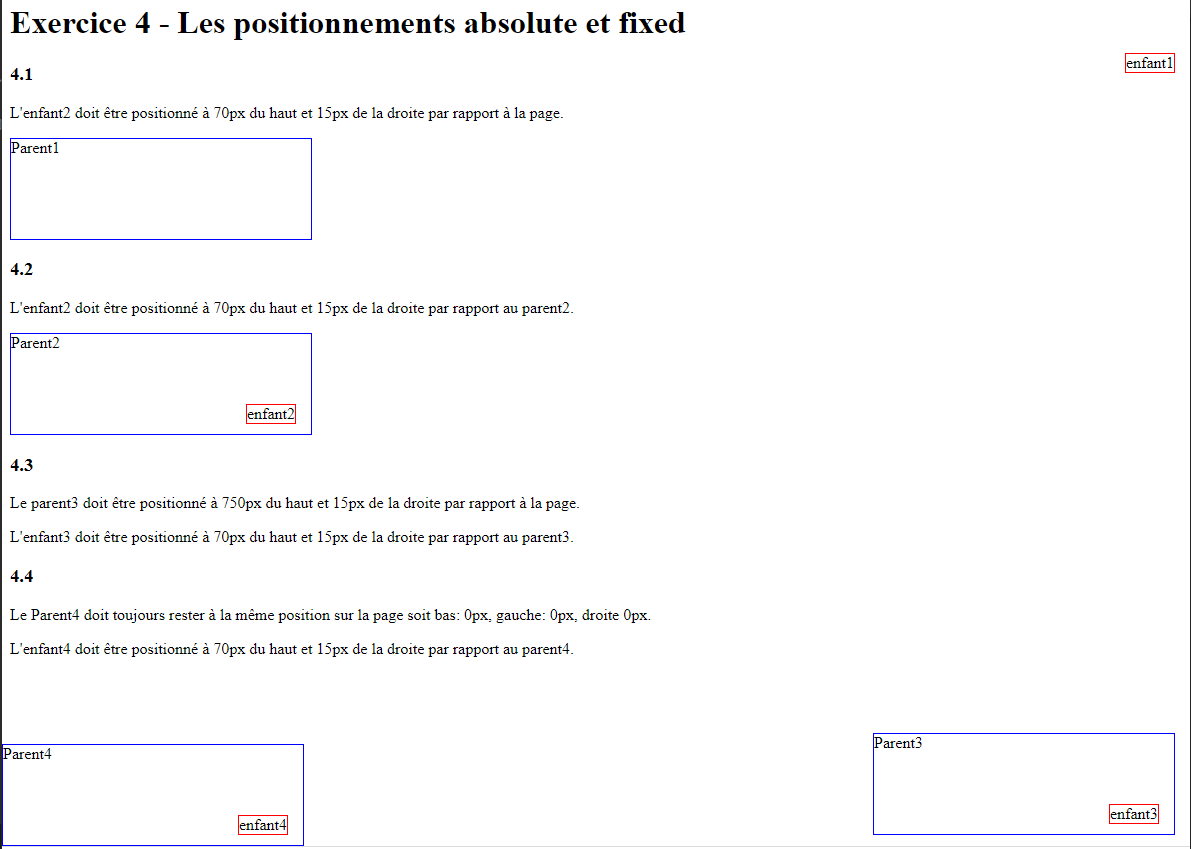 Exercice 4 - Les positionnements absolute et fixed
enfant1
4.1
L'enfant2 doit être positionné à 70px du haut et 15px de la droite par rapport à la page.
Parent1
4.2
L'enfant2 doit être positionné à 70px du haut et 15px de la droite par rapport au parent2.
Parent2
enfant2
4.3
Le parent3 doit être positionné à 750px du haut et 15px de la droite par rapport à la page.
L'enfant3 doit être positionné à 70px du haut et 15px de la droite par rapport au parent3.
4.4
Le Parent4 doit toujours rester à la même position sur la page soit bas: 0px, gauche: 0px, droite 0px.
L'enfant4 doit être positionné à 70px du haut et 15px de la droite par rapport au parent4.
Parent4
enfant4
Parent3
enfant3